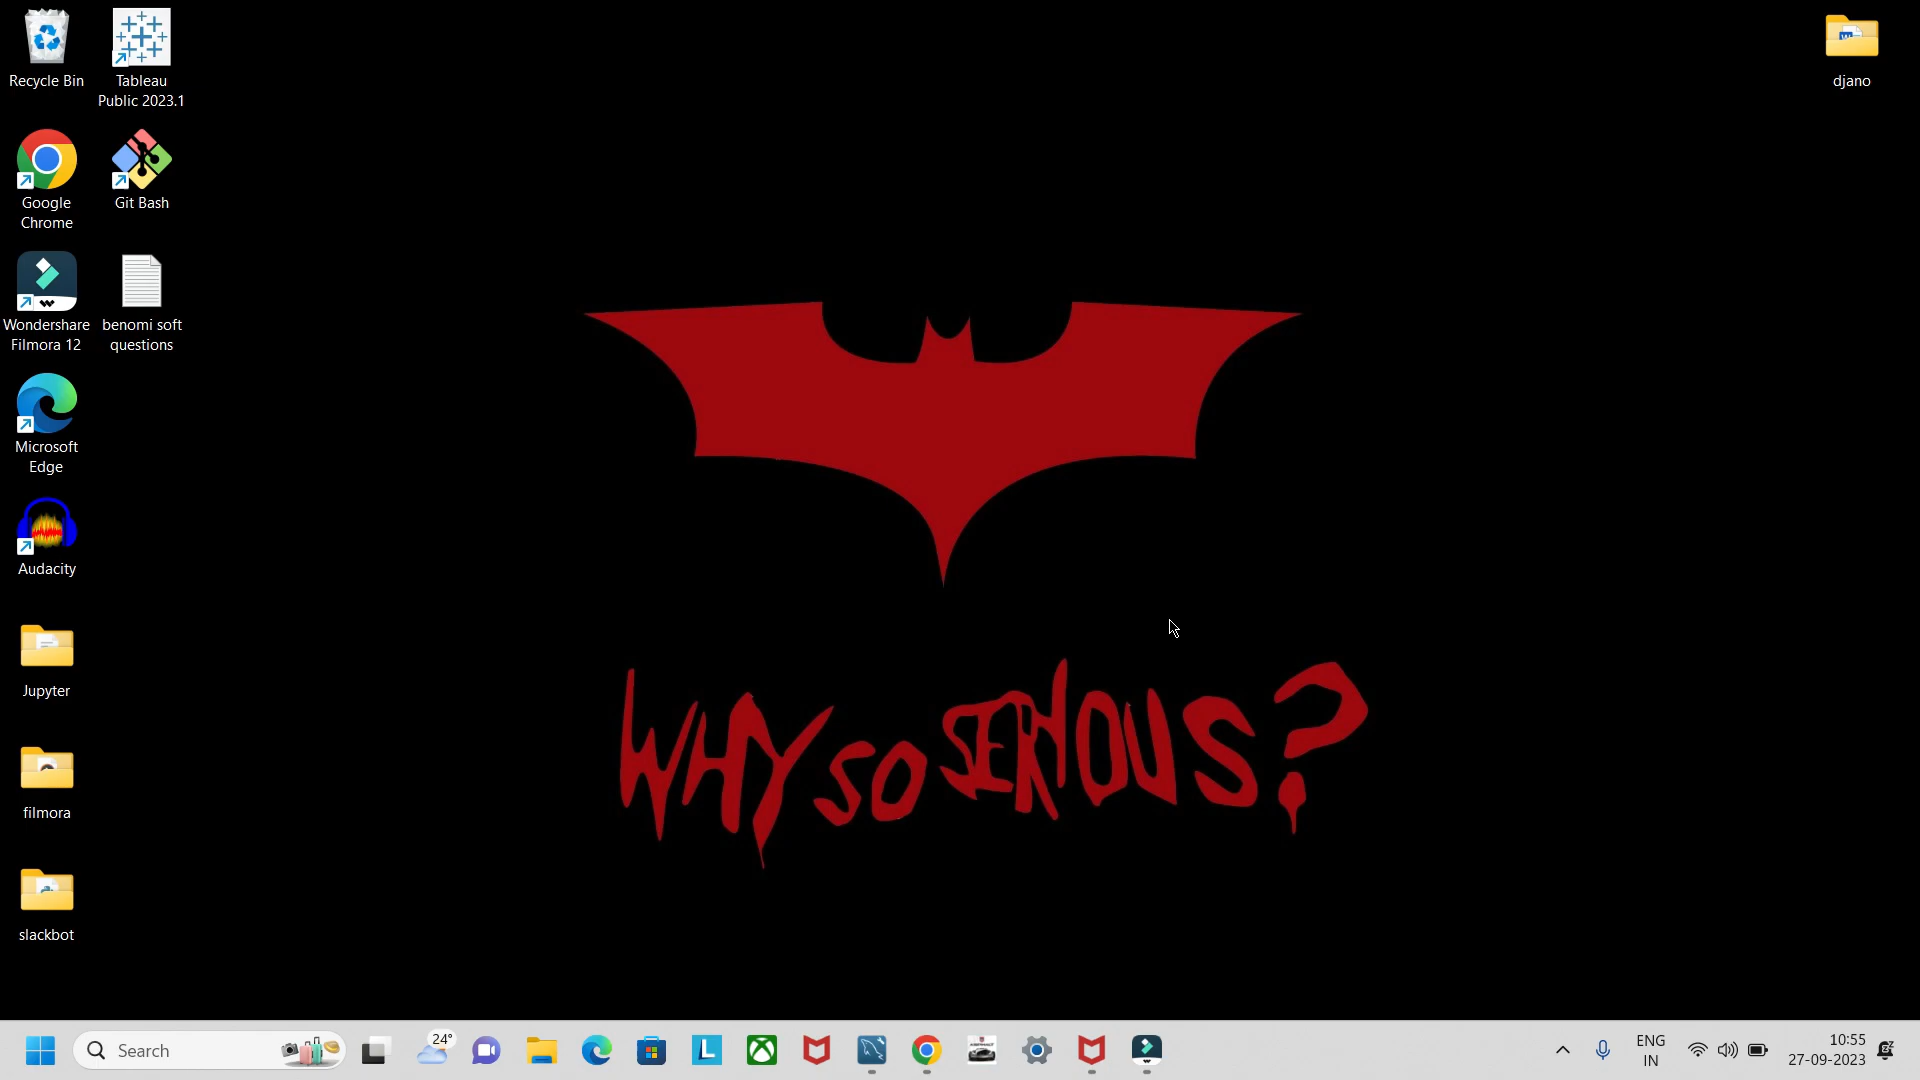 Recycle Bin
Tableau
Public 2023.1
djano
Google
Chrome
Git Bash
Wondershare
Filmora 12
benomi soft
questions
Microsoft
Edge
Audacity
Jupyter
filmora
slackbot
WHY SO SERIOUS?
Search
24°
L
ENG
IN
10:55
27-09-2023